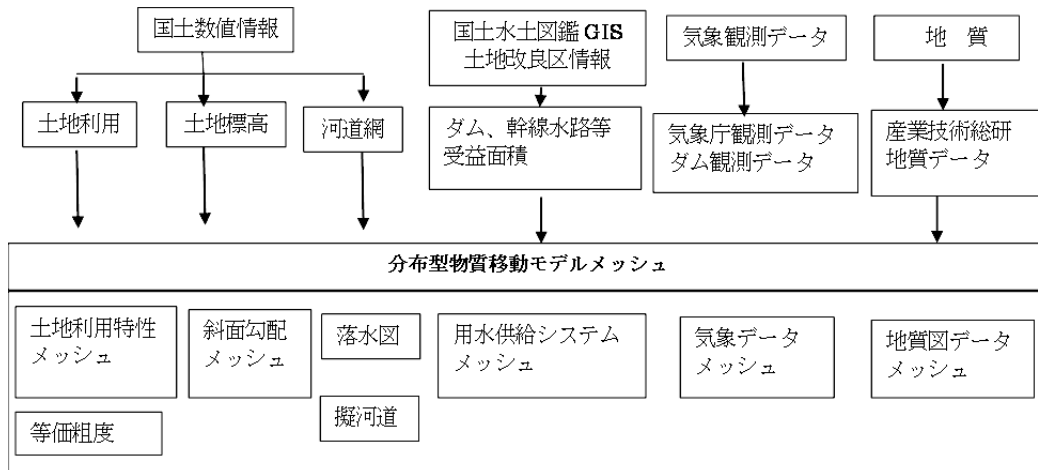 国土数値情報
国土水土図鑑 GIS
土地改良区情報
気象観測データ
地　質
土地利用
土地標高
河道網
ダム、幹線水路等
受益面積
気象庁観測データ
ダム観測データ
産業技術総研
地質データ
分布型物質移動モデルメッシュ
土地利用特性
メッシュ
斜面勾配
メッシュ
落水図
用水供給システム
メッシュ
気象データ
メッシュ
地質図データ
メッシュ
等価粗度
擬河道